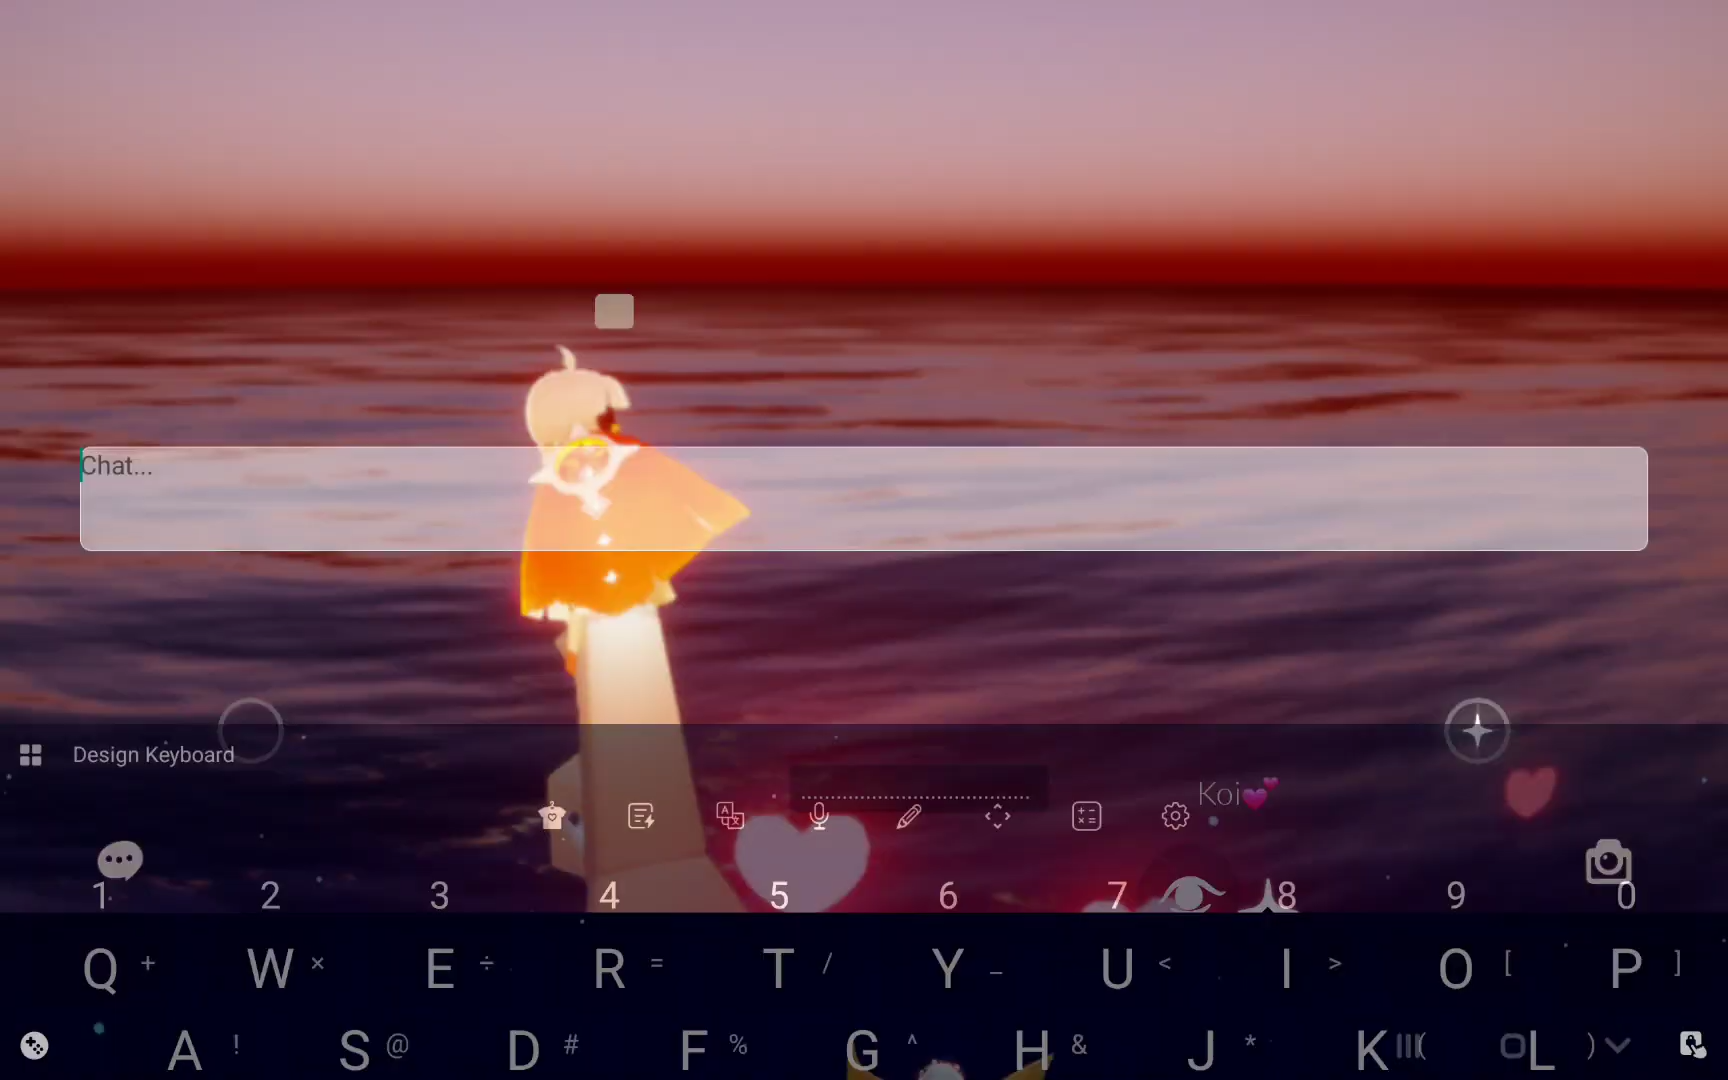 Chat...
Design Keyboard
Koi💕
1 2 3 4 5 6 7 8 9 0
Q + W × E ÷ R = T / Y _ U < I > O [ P ]
A ! S @ D # F % G ^ H & J * K ( L )